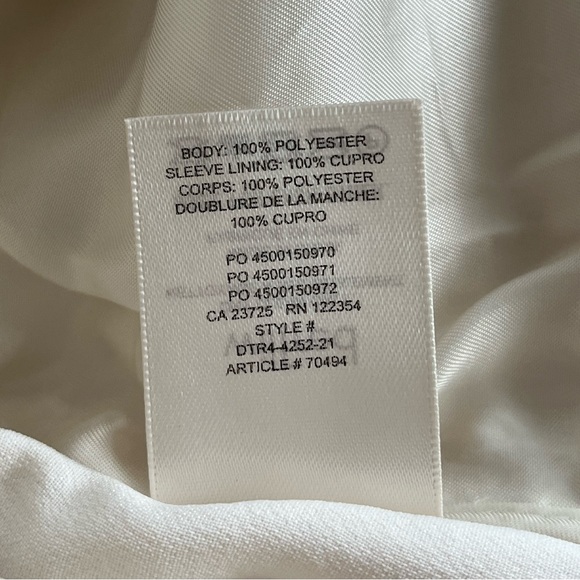 BODY: 100% POLYESTER
SLEEVE LINING: 100% CUPRO
CORPS: 100% POLYESTER
DOUBLURE DE LA MANCHE:
100% CUPRO
PO 4500150970
PO 4500150971
PO 4500150972
CA 23725 RN 122354
STYLE #
DTR4-4252-21
ARTICLE # 70494